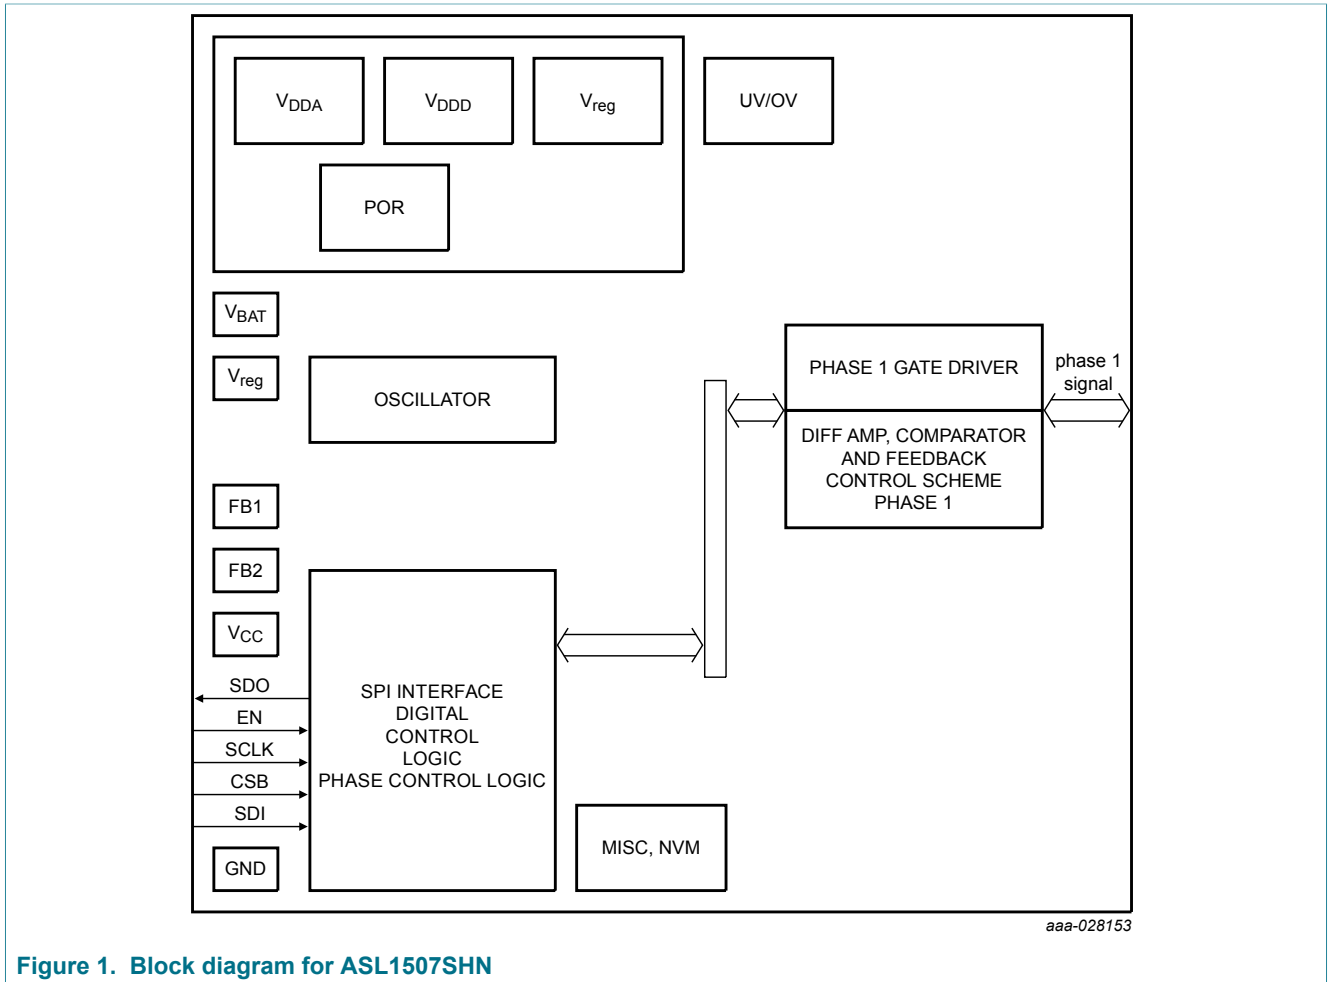 VDDA
VDDD
Vreg
UV/OV
POR
VBAT
Vreg
OSCILLATOR
PHASE 1 GATE DRIVER
phase 1
signal
DIFF AMP, COMPARATOR
AND FEEDBACK
CONTROL SCHEME
PHASE 1
FB1
FB2
VCC
SDO
EN
SCLK
CSB
SDI
GND
SPI INTERFACE
DIGITAL
CONTROL
LOGIC
PHASE CONTROL LOGIC
MISC, NVM
aaa-028153
Figure 1. Block diagram for ASL1507SHN